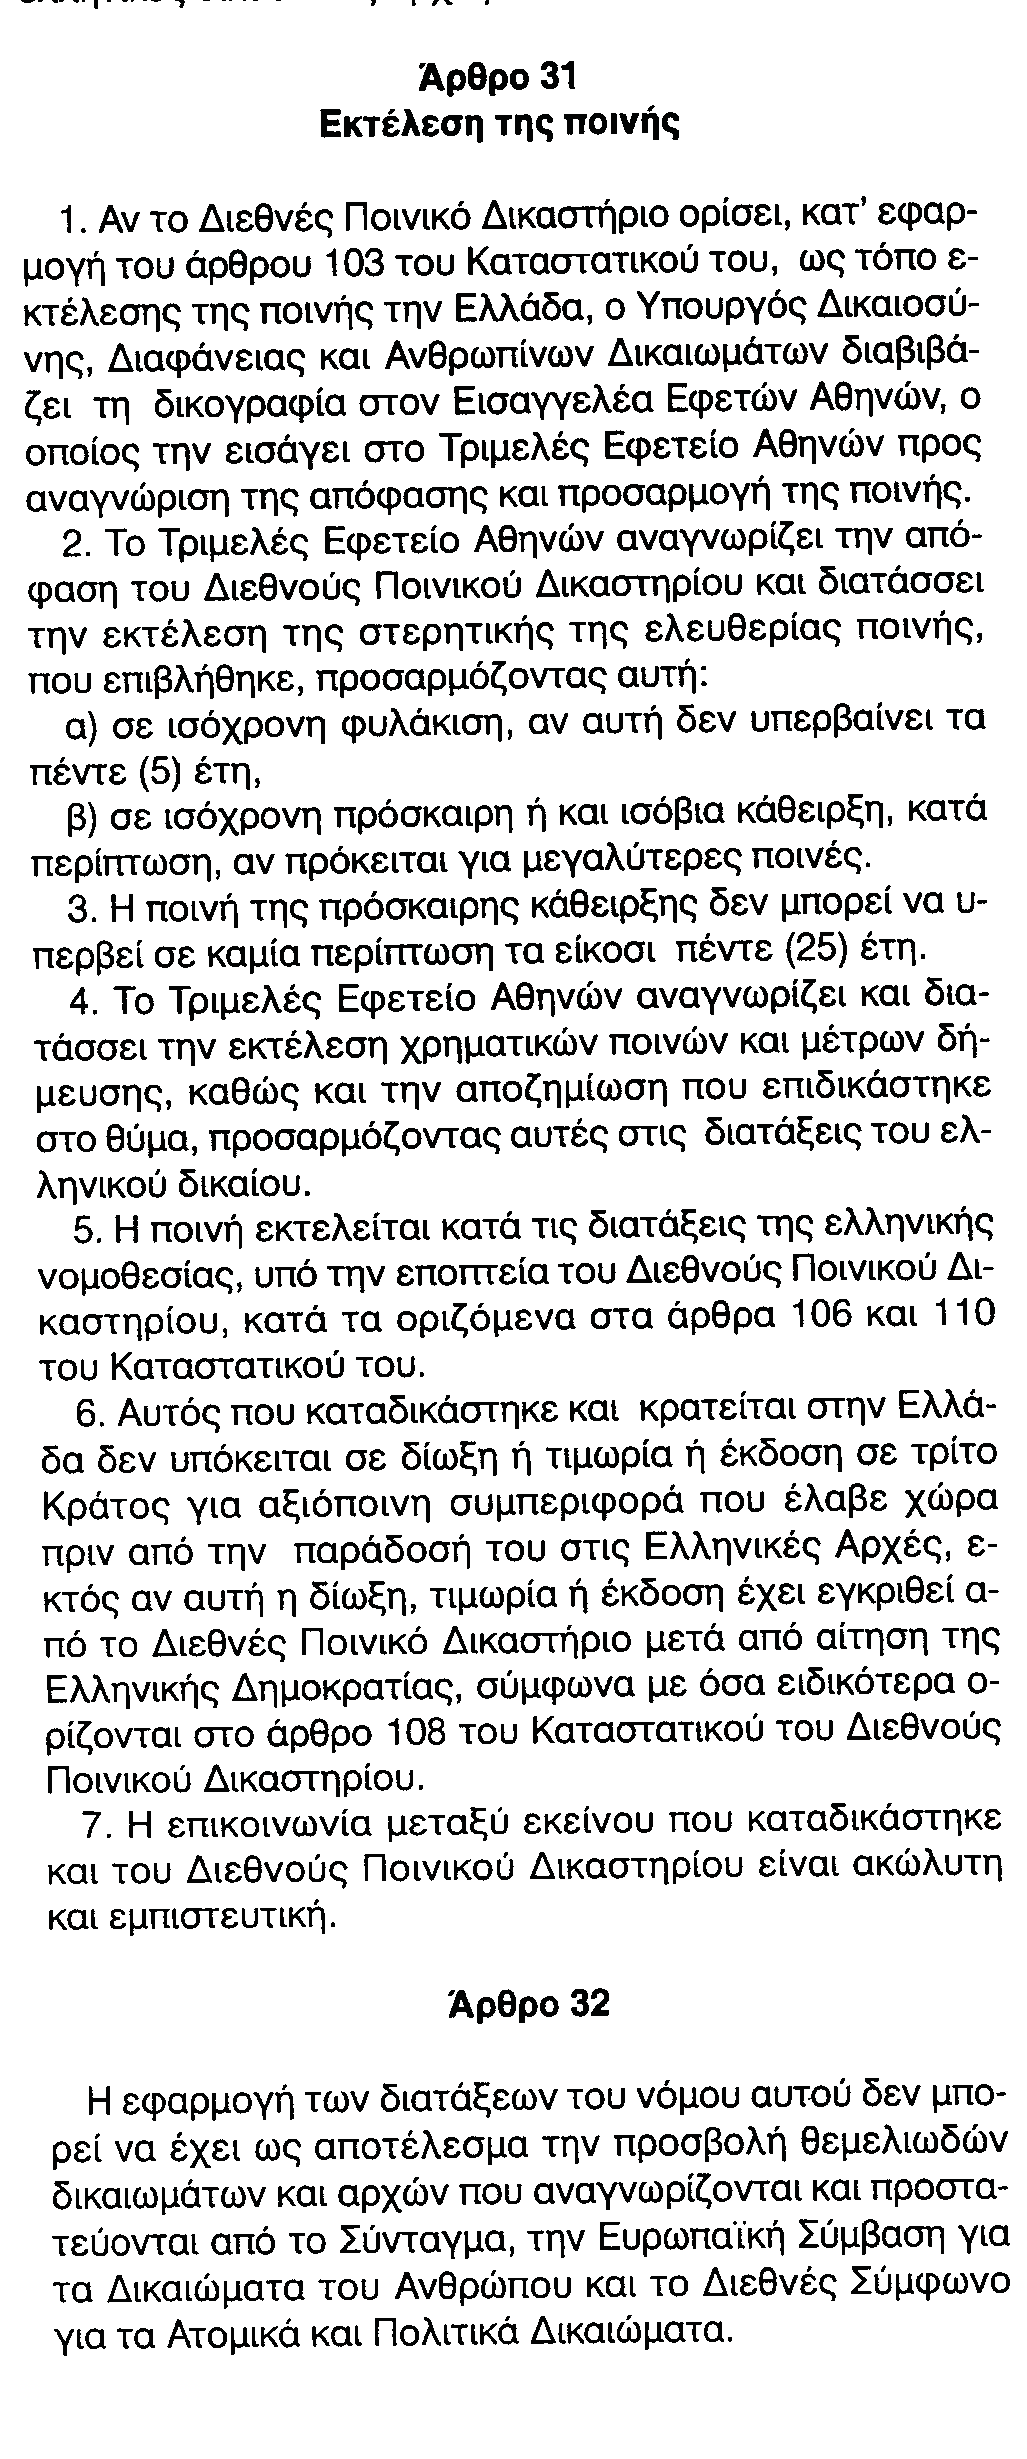 Άρθρο 31
Εκτέλεση της ποινής
1. Αν το Διεθνές Ποινικό Δικαστήριο ορίσει, κατ’ εφαρ-
μογή του άρθρου 103 του Καταστατικού του, ως τόπο ε-
κτέλεσης της ποινής την Ελλάδα, ο Υπουργός Δικαιοσύ-
νης, Διαφάνειας και Ανθρωπίνων Δικαιωμάτων διαβιβά-
ζει τη δικογραφία στον Εισαγγελέα Εφετών Αθηνών, ο
οποίος την εισάγει στο Τριμελές Εφετείο Αθηνών προς
αναγνώριση της απόφασης και προσαρμογή της ποινής.
2. Το Τριμελές Εφετείο Αθηνών αναγνωρίζει την από-
φαση του Διεθνούς Ποινικού Δικαστηρίου και διατάσσει
την εκτέλεση της στερητικής της ελευθερίας ποινής,
που επιβλήθηκε, προσαρμόζοντας αυτή:
α) σε ισόχρονη φυλάκιση, αν αυτή δεν υπερβαίνει τα
πέντε (5) έτη,
β) σε ισόχρονη πρόσκαιρη ή και ισόβια κάθειρξη, κατά
περίπτωση, αν πρόκειται για μεγαλύτερες ποινές.
3. Η ποινή της πρόσκαιρης κάθειρξης δεν μπορεί να υ-
περβεί σε καμία περίπτωση τα είκοσι πέντε (25) έτη.
4. Το Τριμελές Εφετείο Αθηνών αναγνωρίζει και δια-
τάσσει την εκτέλεση χρηματικών ποινών και μέτρων δή-
μευσης, καθώς και την αποζημίωση που επιδικάστηκε
στο θύμα, προσαρμόζοντας αυτές στις διατάξεις του ελ-
ληνικού δικαίου.
5. Η ποινή εκτελείται κατά τις διατάξεις της ελληνικής
νομοθεσίας, υπό την εποπτεία του Διεθνούς Ποινικού Δι-
καστηρίου, κατά τα οριζόμενα στα άρθρα 106 και 110
του Καταστατικού του.
6. Αυτός που καταδικάστηκε και κρατείται στην Ελλά-
δα δεν υπόκειται σε δίωξη ή τιμωρία ή έκδοση σε τρίτο
Κράτος για αξιόποινη συμπεριφορά που έλαβε χώρα
πριν από την παράδοσή του στις Ελληνικές Αρχές, ε-
κτός αν αυτή η δίωξη, τιμωρία ή έκδοση έχει εγκριθεί α-
πό το Διεθνές Ποινικό Δικαστήριο μετά από αίτηση της
Ελληνικής Δημοκρατίας, σύμφωνα με όσα ειδικότερα ο-
ρίζονται στο άρθρο 108 του Καταστατικού του Διεθνούς
Ποινικού Δικαστηρίου.
7. Η επικοινωνία μεταξύ εκείνου που καταδικάστηκε
και του Διεθνούς Ποινικού Δικαστηρίου είναι ακώλυτη
και εμπιστευτική.
Άρθρο 32
Η εφαρμογή των διατάξεων του νόμου αυτού δεν μπο-
ρεί να έχει ως αποτέλεσμα την προσβολή θεμελιωδών
δικαιωμάτων και αρχών που αναγνωρίζονται και προστα-
τεύονται από το Σύνταγμα, την Ευρωπαϊκή Σύμβαση για
τα Δικαιώματα του Ανθρώπου και το Διεθνές Σύμφωνο
για τα Ατομικά και Πολιτικά Δικαιώματα.